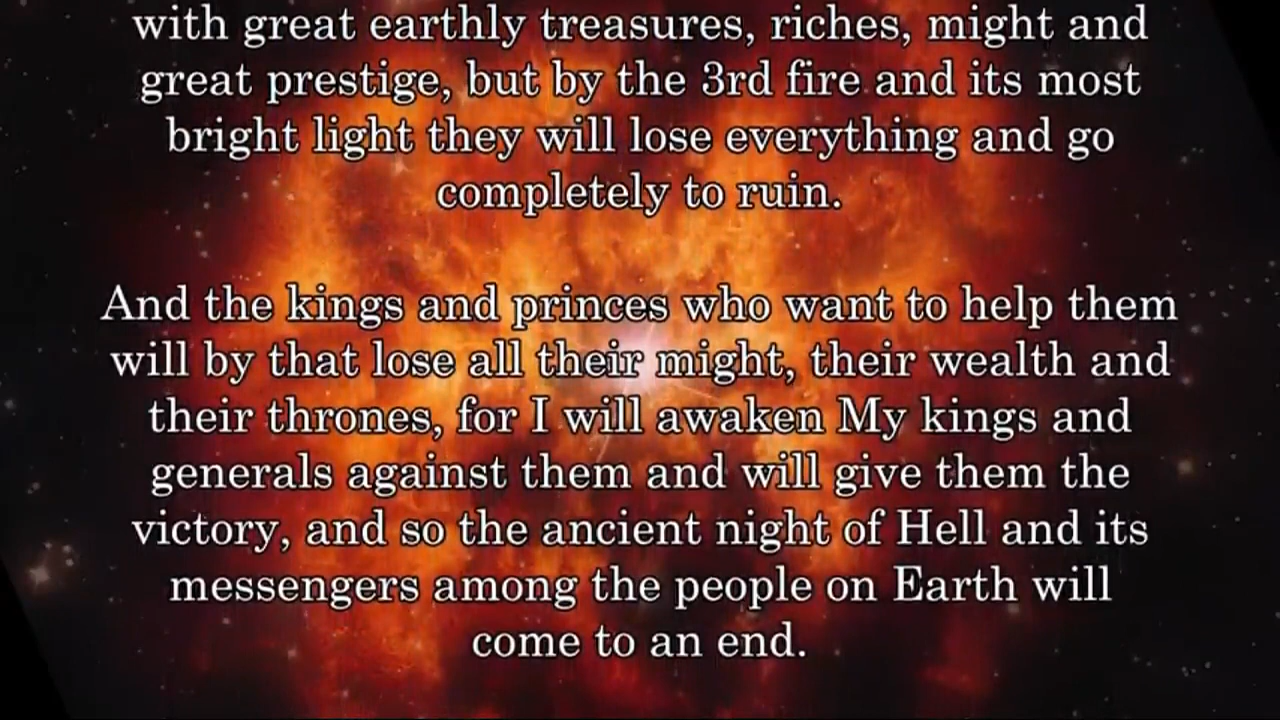 with great earthly treasures, riches, might and
great prestige, but by the 3rd fire and its most
bright light they will lose everything and go
completely to ruin.
And the kings and princes who want to help them
will by that lose all their might, their wealth and
their thrones, for I will awaken My kings and
generals against them and will give them the
victory, and so the ancient night of Hell and its
messengers among the people on Earth will
come to an end.